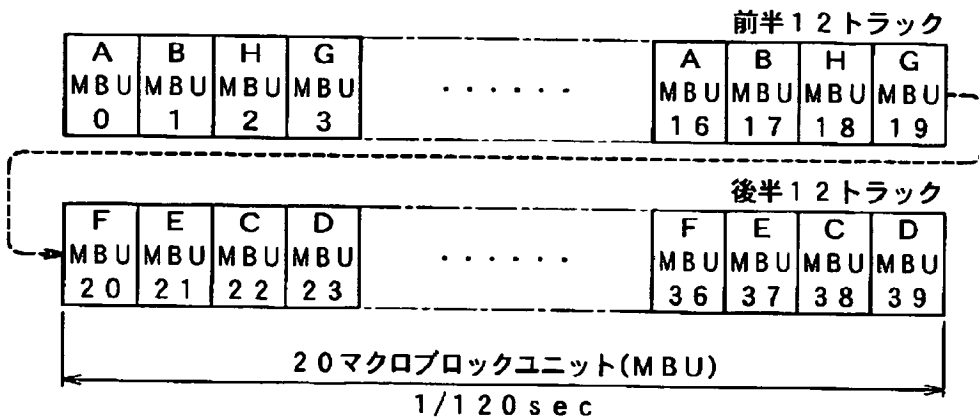 前半12トラック
A B H G A B H G
MBU MBU MBU MBU ・・・・・・ MBU MBU MBU MBU
0 1 2 3 16 17 18 19
後半12トラック
F E C D F E C D
MBU MBU MBU MBU ・・・・・・ MBU MBU MBU MBU
20 21 22 23 36 37 38 39
20マクロブロックユニット(MBU)
1/120sec